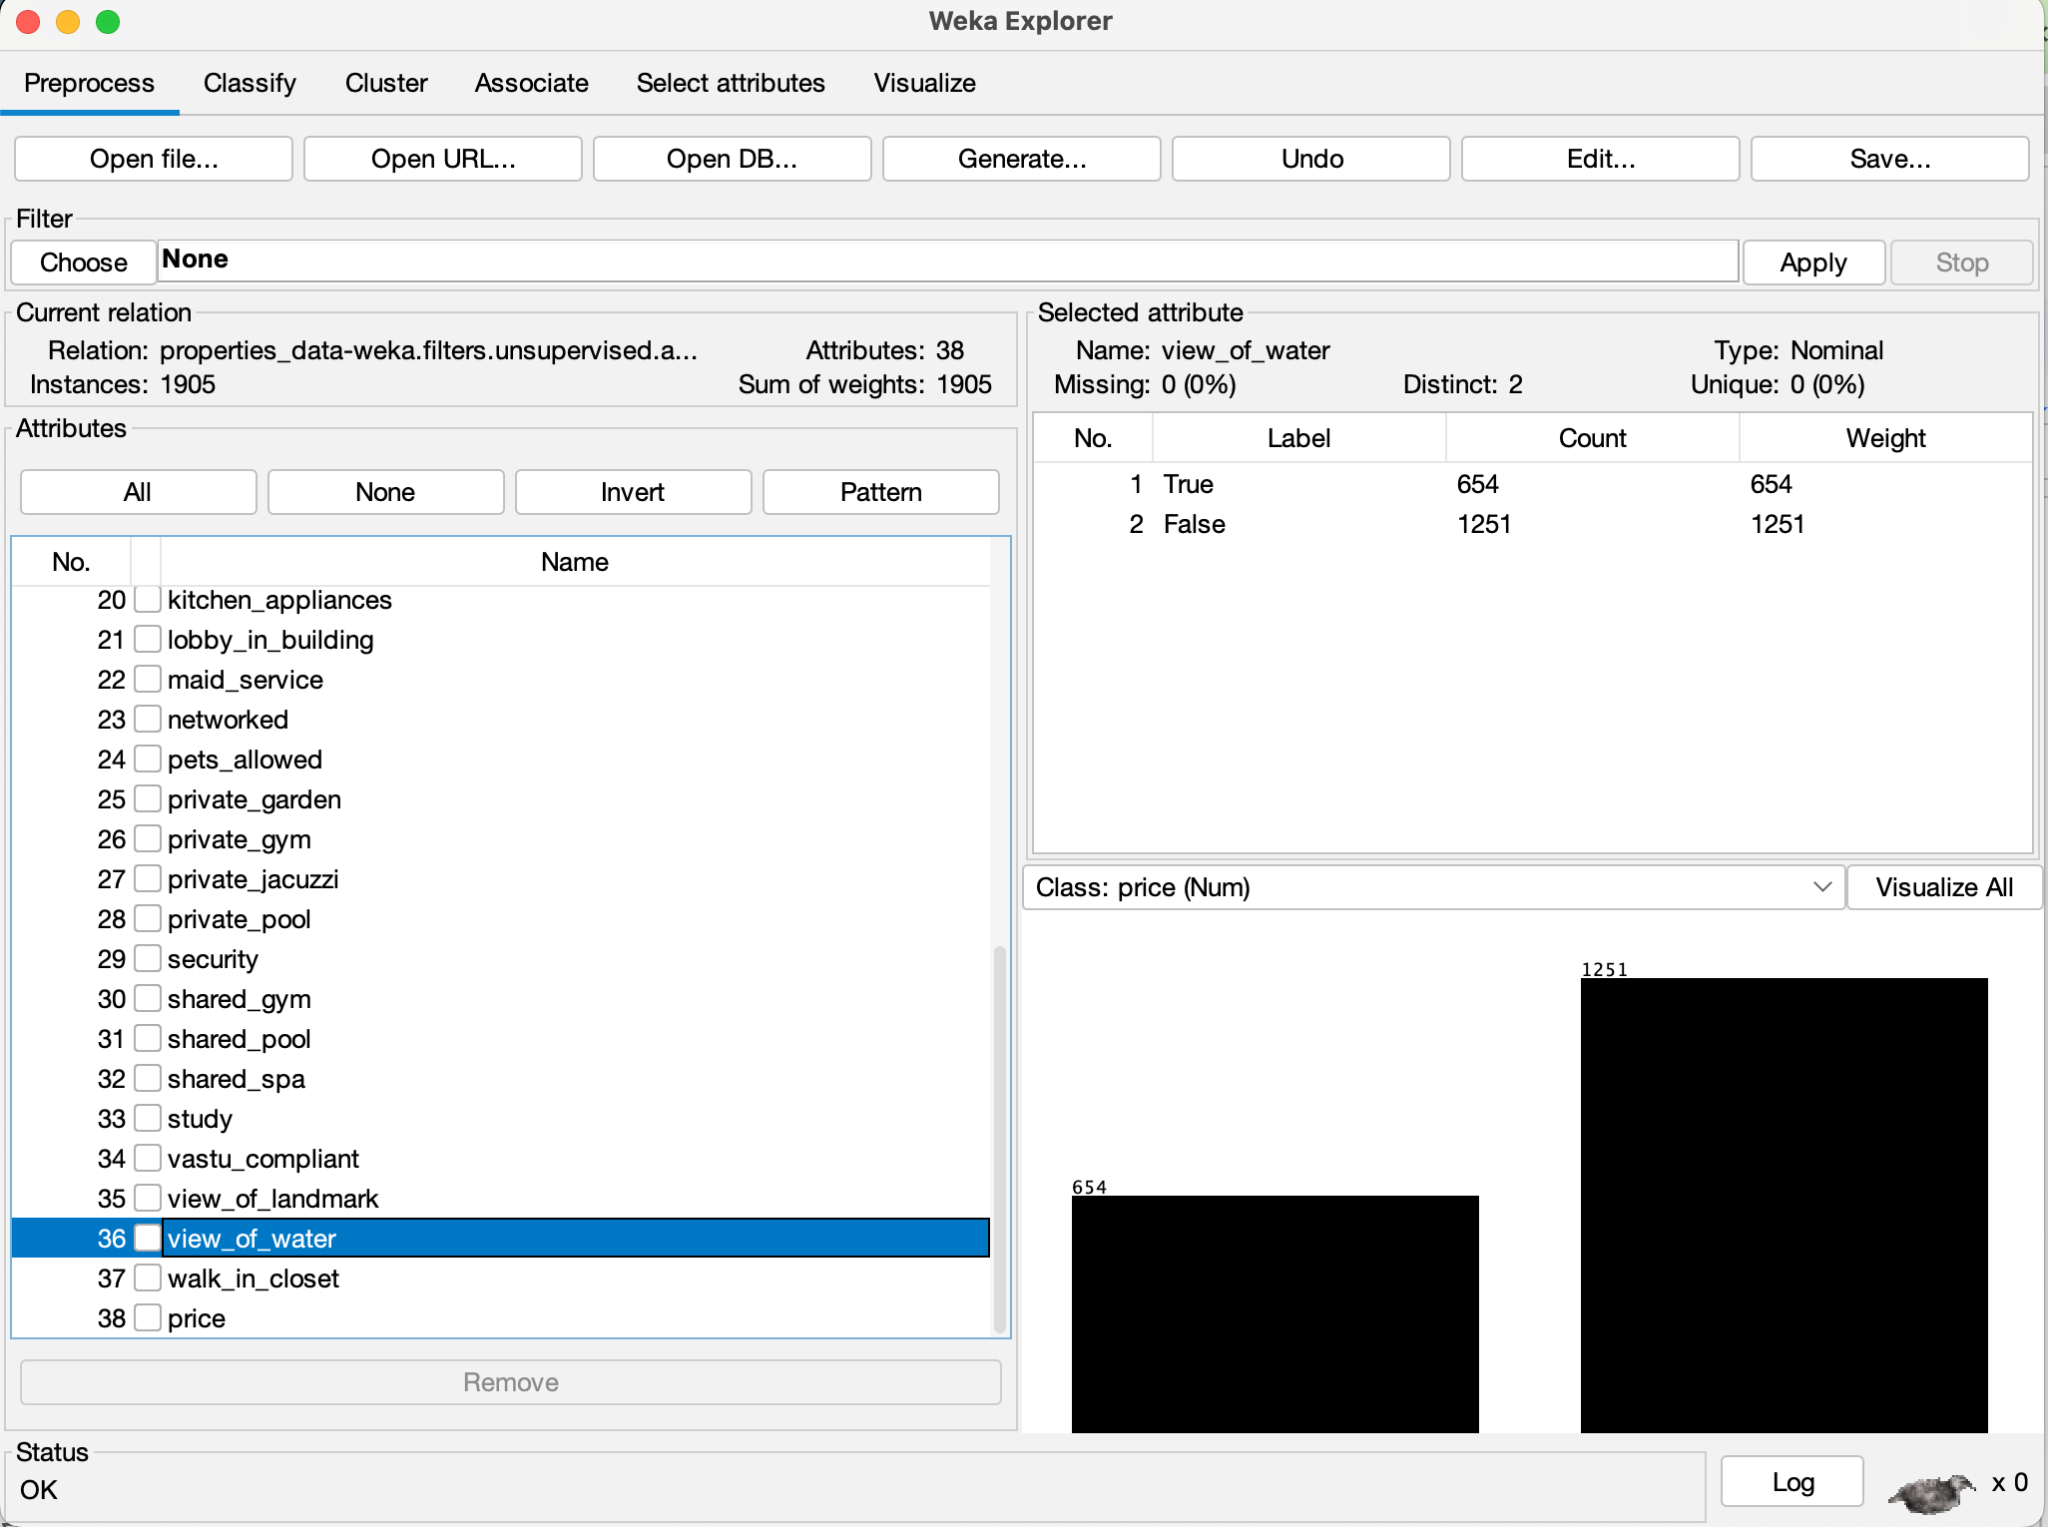 Weka Explorer
Preprocess Classify Cluster Associate Select attributes Visualize
Open file... Open URL... Open DB... Generate... Undo Edit... Save...
Filter
Choose None Apply Stop
Current relation
Relation: properties_data-weka.filters.unsupervised.a... Attributes: 38
Instances: 1905 Sum of weights: 1905
Attributes
All None Invert Pattern
No. Name
20 kitchen_appliances
21 lobby_in_building
22 maid_service
23 networked
24 pets_allowed
25 private_garden
26 private_gym
27 private_jacuzzi
28 private_pool
29 security
30 shared_gym
31 shared_pool
32 shared_spa
33 study
34 vastu_compliant
35 view_of_landmark
36 view_of_water
37 walk_in_closet
38 price
Remove
Selected attribute
Name: view_of_water Type: Nominal
Missing: 0 (0%) Distinct: 2 Unique: 0 (0%)
No. Label Count Weight
1 True 654 654
2 False 1251 1251
Class: price (Num) Visualize All
1251
654
Status
OK
Log x 0